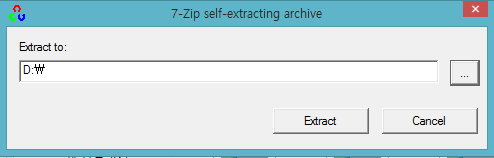 7-Zip self-extracting archive
Extract to:
D:₩
...
Extract
Cancel